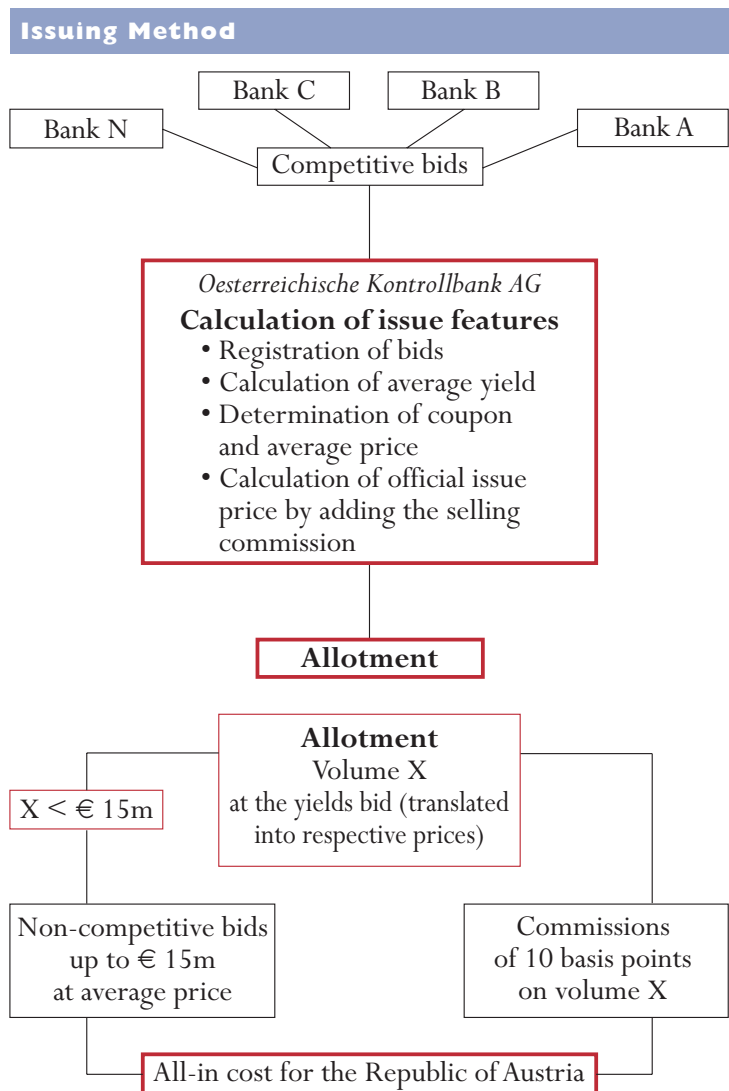 Issuing Method
Bank C
Bank B
Bank N
Bank A
Competitive bids
Oesterreichische Kontrollbank AG
Calculation of issue features
• Registration of bids
• Calculation of average yield
• Determination of coupon
and average price
• Calculation of official issue
price by adding the selling
commission
Allotment
Allotment
Volume X
at the yields bid (translated
into respective prices)
X < € 15m
Non-competitive bids
up to € 15m
at average price
Commissions
of 10 basis points
on volume X
All-in cost for the Republic of Austria